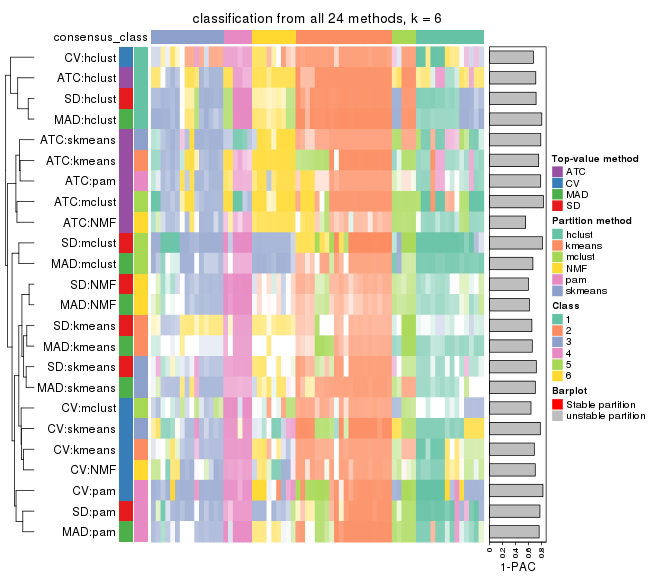 classification from all 24 methods, k = 6
consensus_class
CV:hclust
ATC:hclust
SD:hclust
MAD:hclust
ATC:skmeans
ATC:kmeans
ATC:pam
ATC:mclust
ATC:NMF
SD:mclust
MAD:mclust
SD:NMF
MAD:NMF
SD:kmeans
MAD:kmeans
SD:skmeans
MAD:skmeans
CV:mclust
CV:skmeans
CV:kmeans
CV:NMF
CV:pam
SD:pam
MAD:pam
0
0.2
0.4
0.6
0.8
1-PAC
Top-value method
ATC
CV
MAD
SD
Partition method
hclust
kmeans
mclust
NMF
pam
skmeans
Class
1
2
3
4
5
6
Barplot
Stable partition
unstable partition